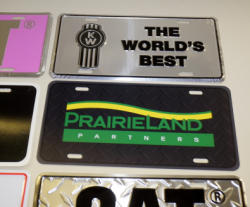 T®
KW
THE
WORLD'S
BEST
PRAIRIELAND
PARTNERS
CAT®